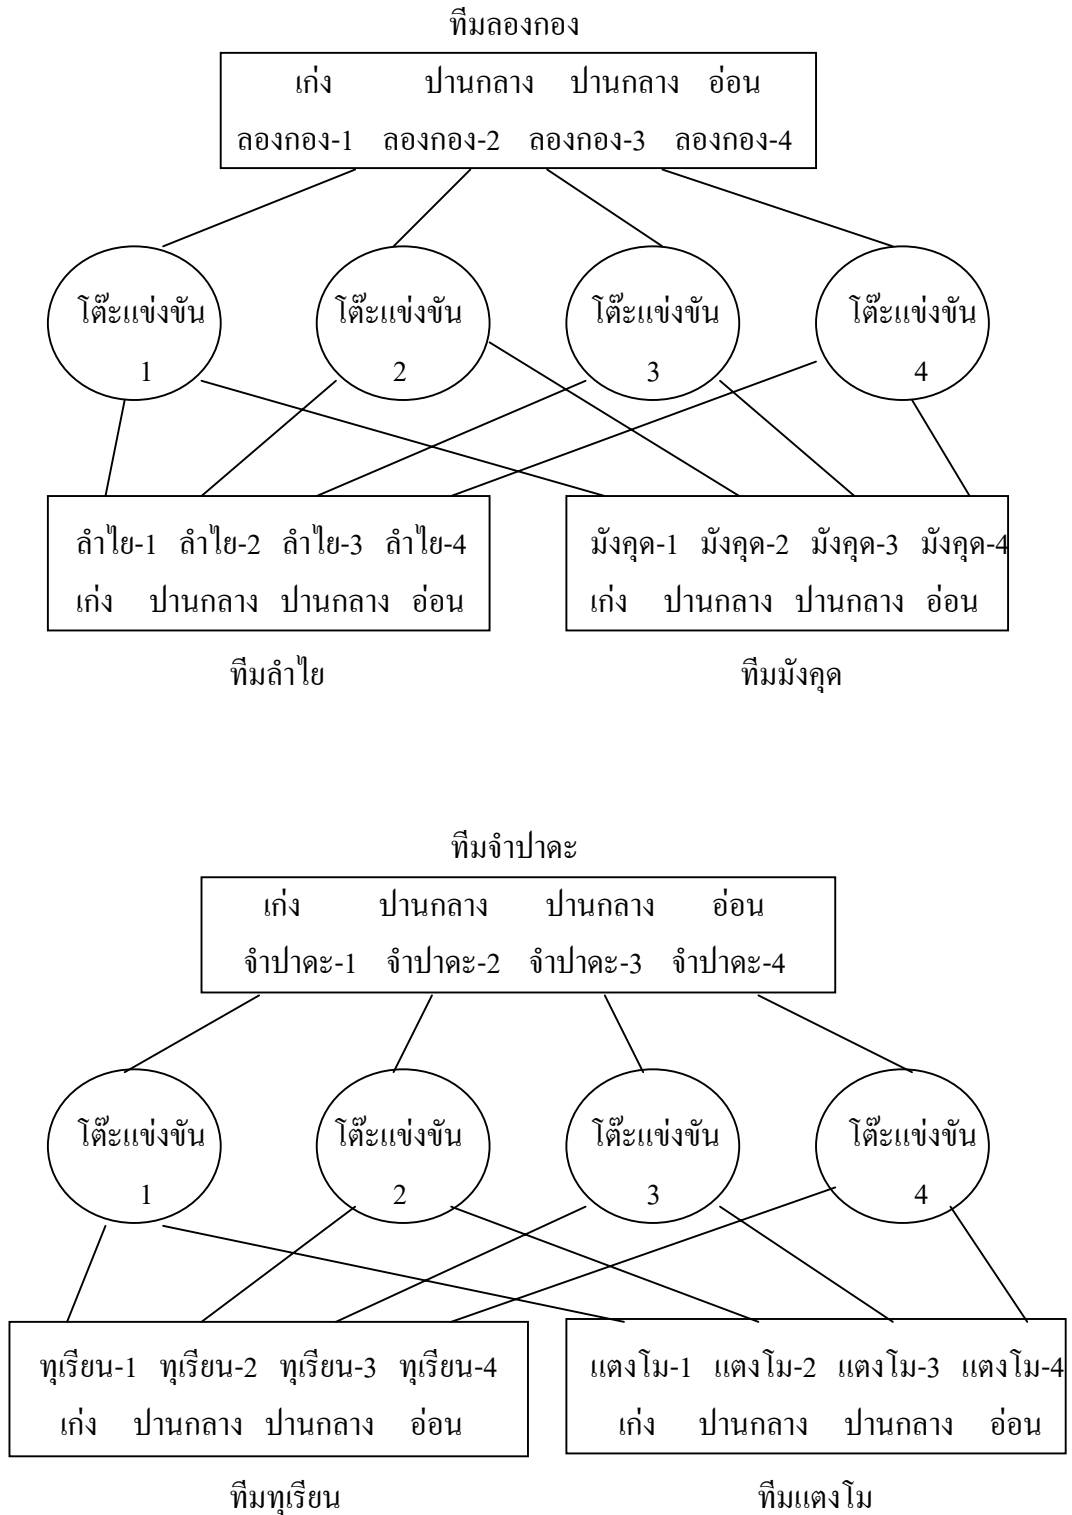 ทีมลองกอง
เก่ง ปานกลาง ปานกลาง อ่อน
ลองกอง-1 ลองกอง-2 ลองกอง-3 ลองกอง-4
โต๊ะแข่งขัน โต๊ะแข่งขัน โต๊ะแข่งขัน โต๊ะแข่งขัน
1 2 3 4
ลำไย-1 ลำไย-2 ลำไย-3 ลำไย-4 มังคุด-1 มังคุด-2 มังคุด-3 มังคุด-4
เก่ง ปานกลาง ปานกลาง อ่อน เก่ง ปานกลาง ปานกลาง อ่อน
ทีมลำไย ทีมมังคุด
ทีมจำปาดะ
เก่ง ปานกลาง ปานกลาง อ่อน
จำปาดะ-1 จำปาดะ-2 จำปาดะ-3 จำปาดะ-4
โต๊ะแข่งขัน โต๊ะแข่งขัน โต๊ะแข่งขัน โต๊ะแข่งขัน
1 2 3 4
ทุเรียน-1 ทุเรียน-2 ทุเรียน-3 ทุเรียน-4 แตงโม-1 แตงโม-2 แตงโม-3 แตงโม-4
เก่ง ปานกลาง ปานกลาง อ่อน เก่ง ปานกลาง ปานกลาง อ่อน
ทีมทุเรียน ทีมแตงโม